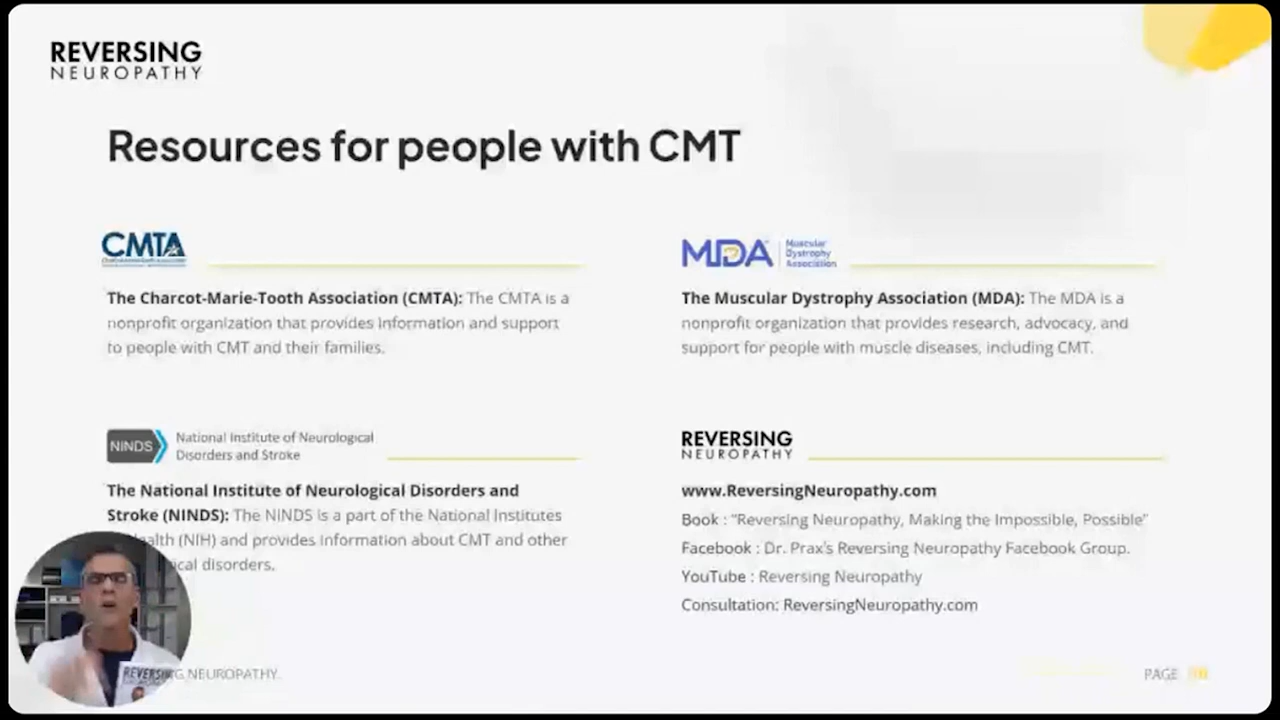 REVERSING
NEUROPATHY
Resources for people with CMT
CMTA
The Charcot-Marie-Tooth Association (CMTA): The CMTA is a
nonprofit organization that provides information and support
to people with CMT and their families.
MDA Muscular
Dystrophy
Association
The Muscular Dystrophy Association (MDA): The MDA is a
nonprofit organization that provides research, advocacy, and
support for people with muscle diseases, including CMT.
NINDS National Institute of Neurological
Disorders and Stroke
The National Institute of Neurological Disorders and
Stroke (NINDS): The NINDS is a part of the National Institutes
(NIH) and provides information about CMT and other
disorders.
REVERSING
NEUROPATHY
www.ReversingNeuropathy.com
Book : "Reversing Neuropathy, Making the Impossible, Possible"
Facebook : Dr. Prax's Reversing Neuropathy Facebook Group.
YouTube : Reversing Neuropathy
Consultation: ReversingNeuropathy.com
REVERSING
NEUROPATHY.
PAGE